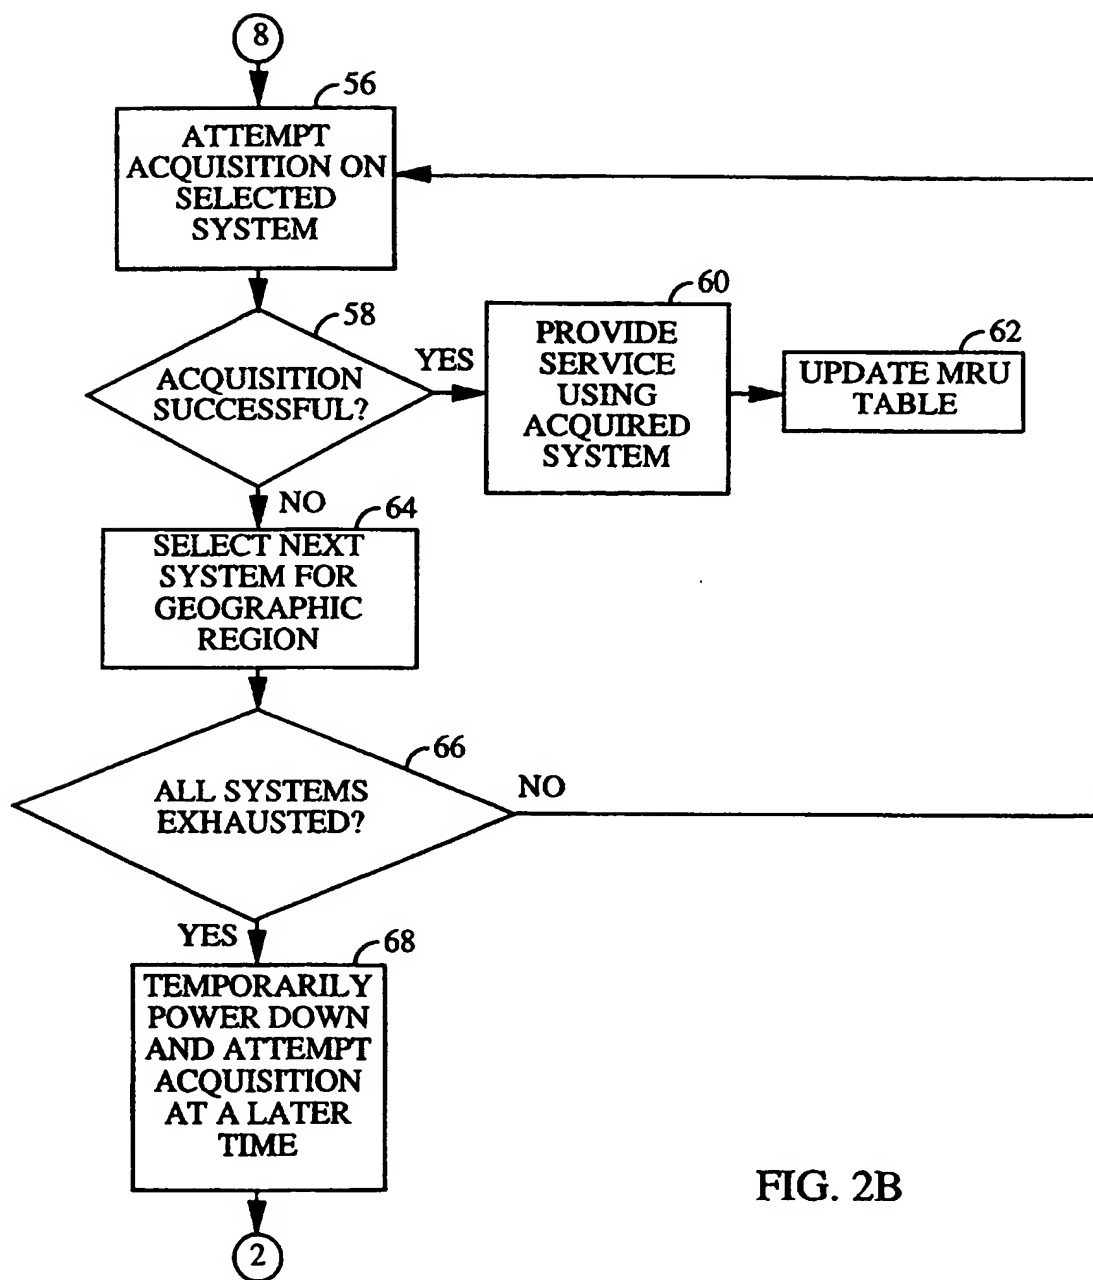 8
56
ATTEMPT
ACQUISITION ON
SELECTED
SYSTEM
58
ACQUISITION
SUCCESSFUL?
YES
60
PROVIDE
SERVICE
USING
ACQUIRED
SYSTEM
62
UPDATE MRU
TABLE
NO
64
SELECT NEXT
SYSTEM FOR
GEOGRAPHIC
REGION
66
ALL SYSTEMS
EXHAUSTED?
NO
YES
68
TEMPORARILY
POWER DOWN
AND ATTEMPT
ACQUISITION
AT A LATER
TIME
2
FIG. 2B